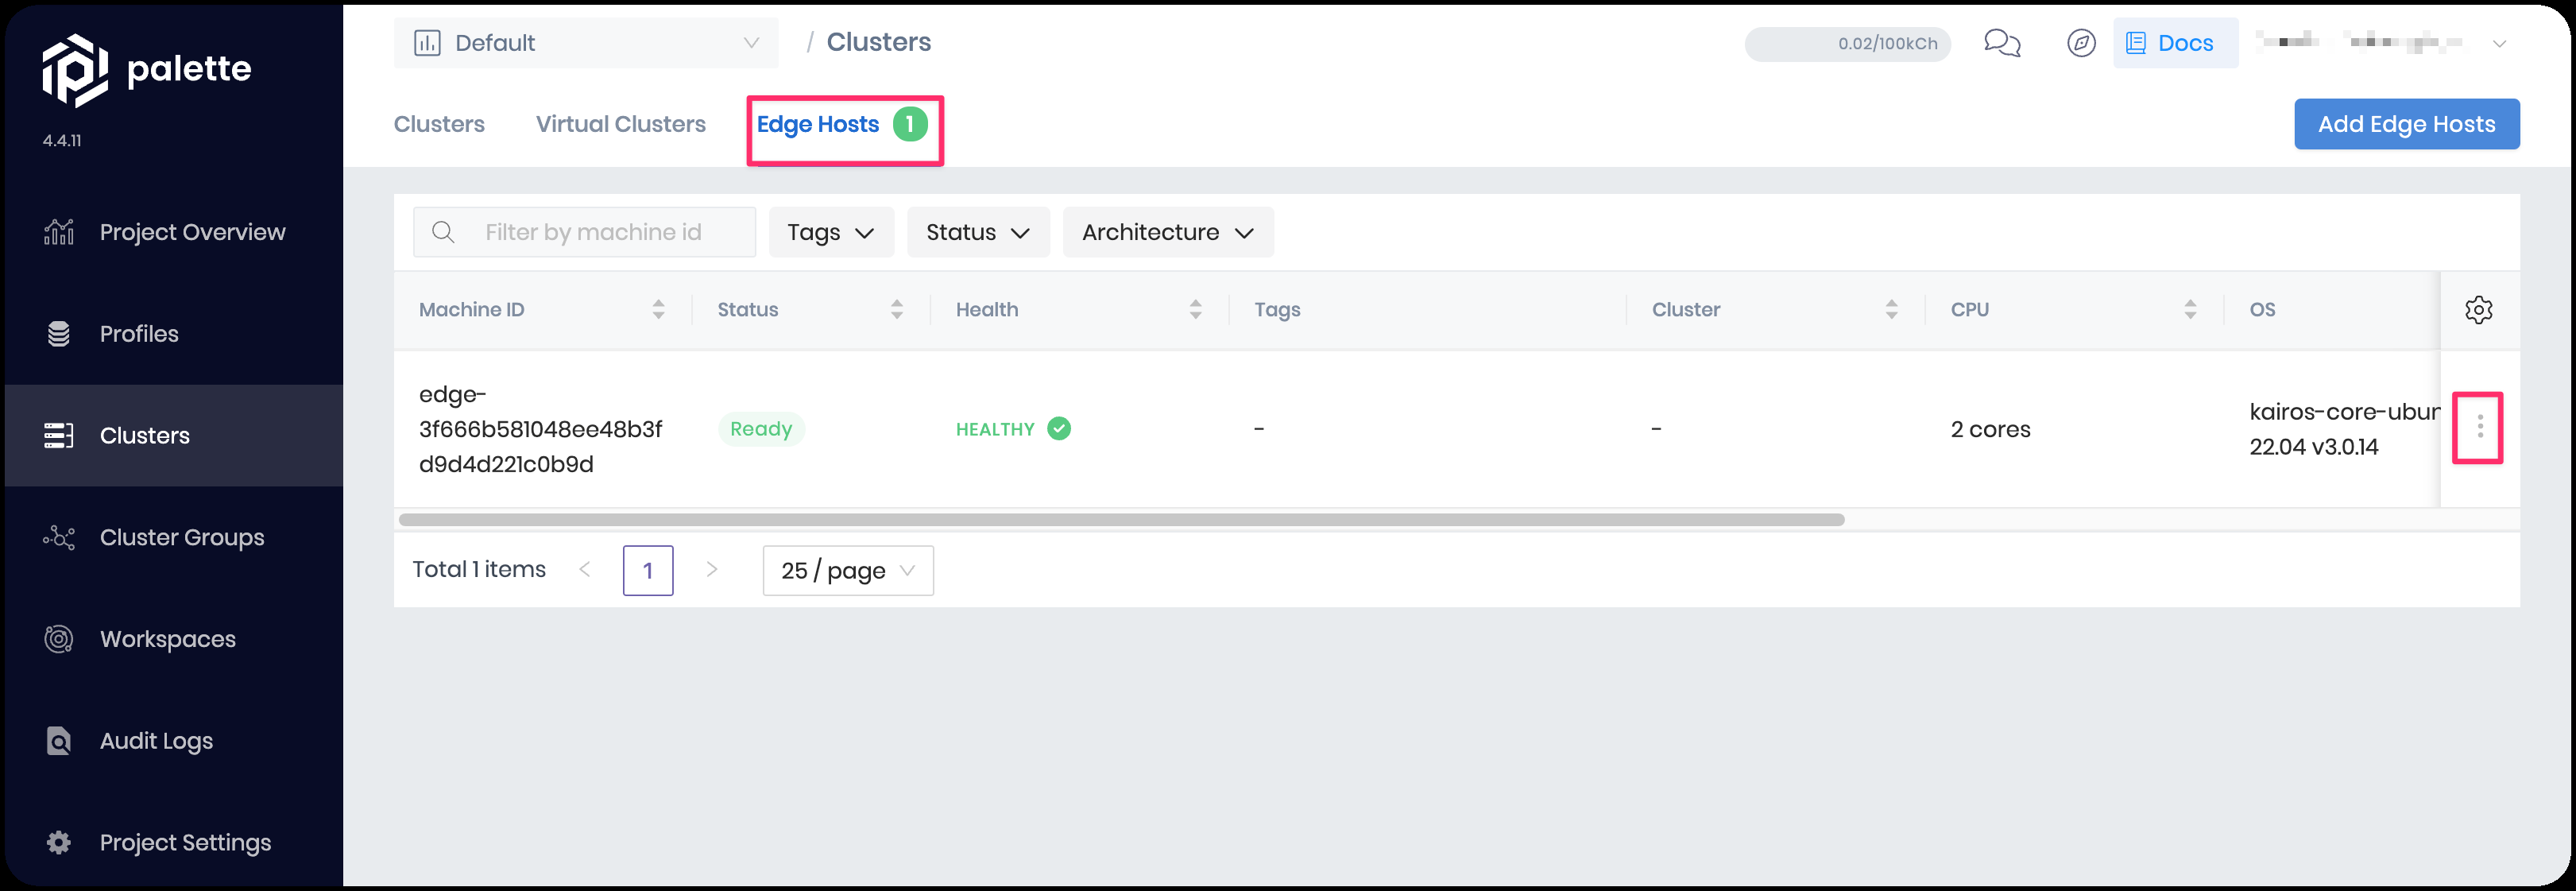 palette
4.4.11
Project Overview
Profiles
Clusters
Cluster Groups
Workspaces
Audit Logs
Project Settings
Default
/ Clusters
0.02/100kCh
Docs
Clusters
Virtual Clusters
Edge Hosts 1
Add Edge Hosts
Filter by machine id
Tags
Status
Architecture
Machine ID
Status
Health
Tags
Cluster
CPU
OS
edge-
3f666b581048ee48b3f
d9d4d221c0b9d
Ready
HEALTHY
-
-
2 cores
kairos-core-ubun
22.04 v3.0.14
Total 1 items
1
25 / page